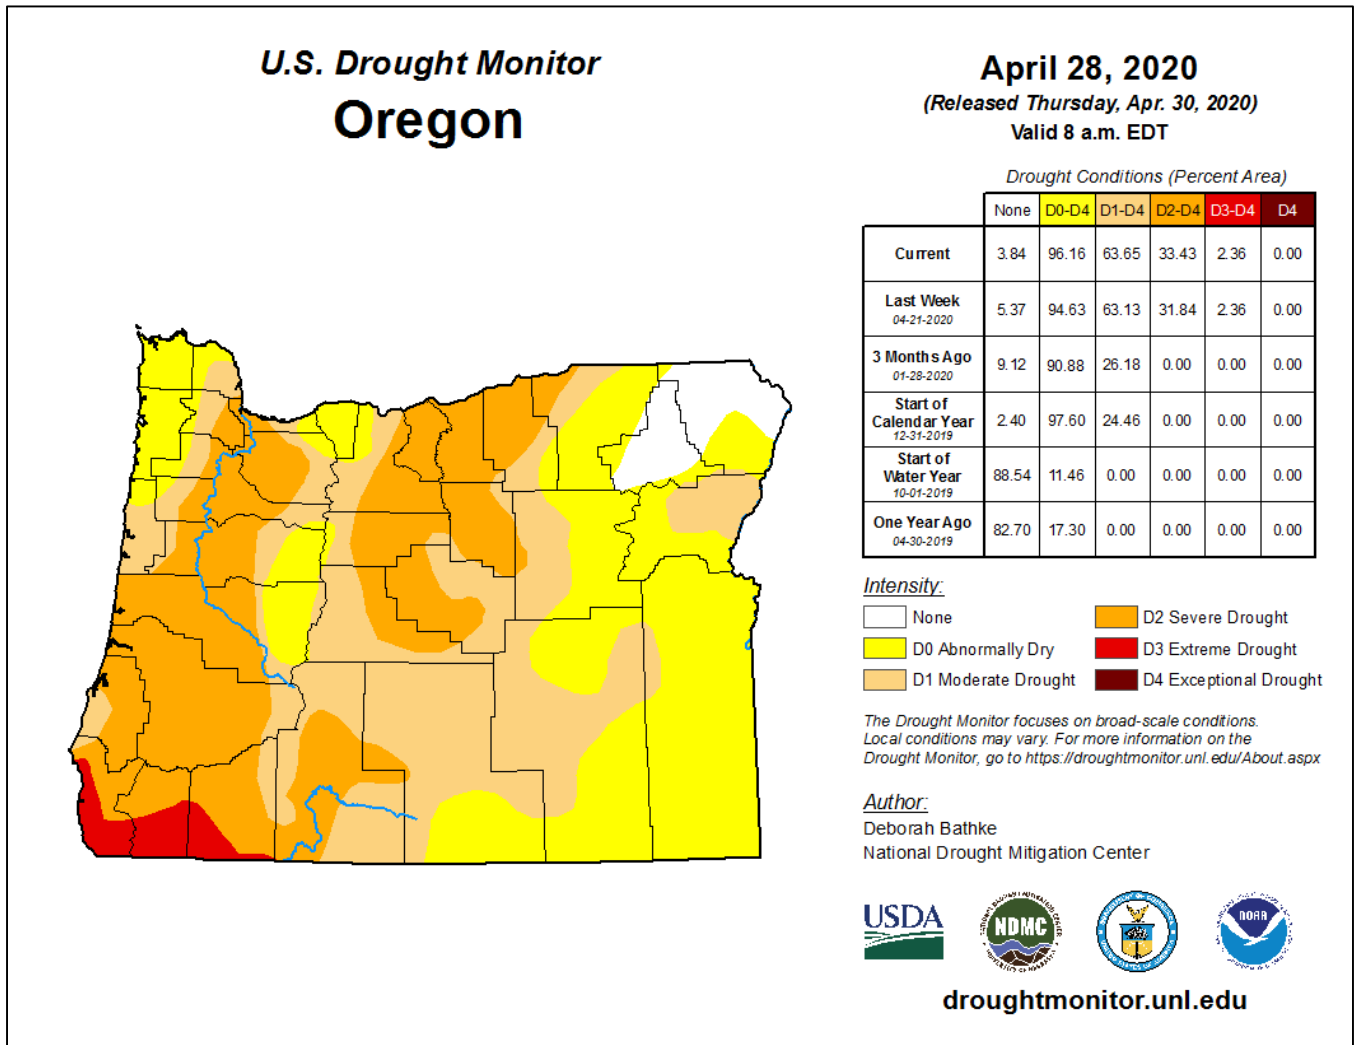 U.S. Drought Monitor
Oregon
April 28, 2020
(Released Thursday, Apr. 30, 2020)
Valid 8 a.m. EDT
Drought Conditions (Percent Area)
None D0-D4 D1-D4 D2-D4 D3-D4 D4
Current 3.84 96.16 63.65 33.43 2.36 0.00
Last Week
04-21-2020 5.37 94.63 63.13 31.84 2.36 0.00
3 Months Ago
01-28-2020 9.12 90.88 26.18 0.00 0.00 0.00
Start of
Calendar Year
12-31-2019 2.40 97.60 24.46 0.00 0.00 0.00
Start of
Water Year
10-01-2019 88.54 11.46 0.00 0.00 0.00 0.00
One Year Ago
04-30-2019 82.70 17.30 0.00 0.00 0.00 0.00
Intensity:
None
D0 Abnormally Dry
D1 Moderate Drought
D2 Severe Drought
D3 Extreme Drought
D4 Exceptional Drought
The Drought Monitor focuses on broad-scale conditions.
Local conditions may vary. For more information on the
Drought Monitor, go to https://droughtmonitor.unl.edu/About.aspx
Author:
Deborah Bathke
National Drought Mitigation Center
USDA
NDMC
NOAA
droughtmonitor.unl.edu